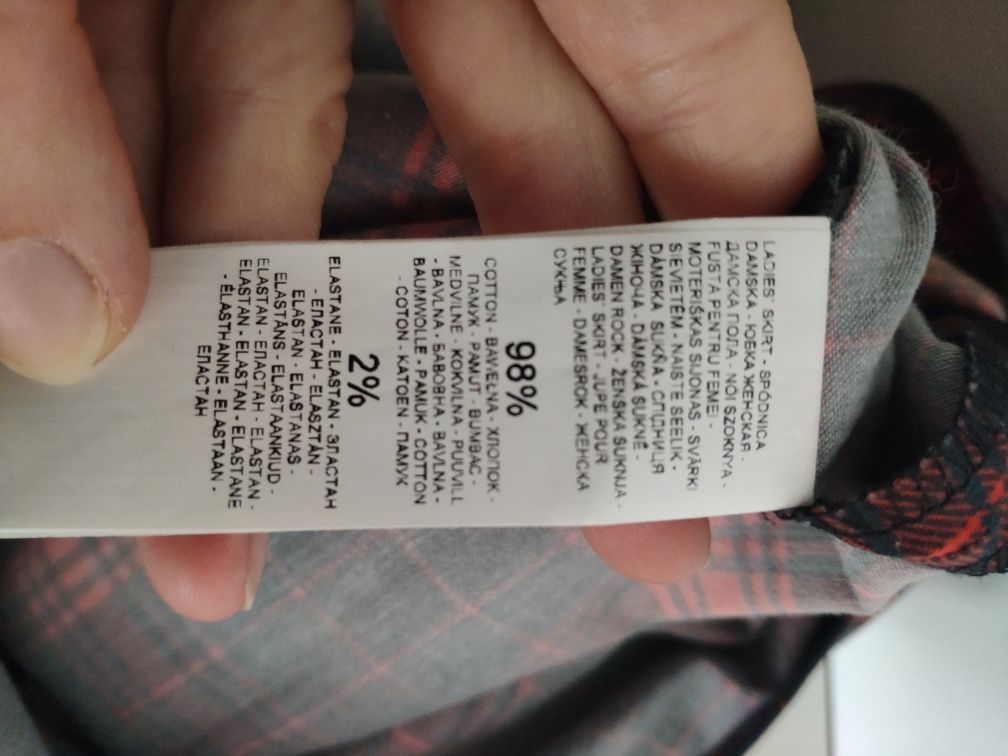 LADIES' SKIRT - SPÓDNICA
DAMSKA - ЮБКА ЖЕНСКАЯ -
ДАМСКА ПОЛА - NŐI SZOKNYA -
FUSTA PENTRU FEMEI -
MOTERIŠKAS SIJONAS - SVĀRKI
SIEVIETĒM - NAISTE SEELIK -
DÁMSKA SUKŇA - СПІДНИЦЯ
ЖІНОЧА - DÁMSKÁ SUKNĚ -
DAMEN ROCK - ŽENSKA SUKNJA -
LADIES' SKIRT - JUPE POUR
FEMME - DAMESROK - ЖЕНСКА
СУКЊА
98%
COTTON - BAWEŁNA - ХЛОПОК -
ПАМУК - PAMUT - BUMBAC -
MEDVILNĖ - KOKVILNA - PUUVILL
- BAVLNA - БАВОВНА - BAVLNA -
BAUMWOLLE - PAMUK - COTTON
- COTON - KATOEN - ПАМУК
2%
ELASTANE - ELASTAN - ЭЛАСТАН
- ЕЛАСТАН - ELASZTÁN -
ELASTAN - ELASTANAS -
ELASTĀNS - ELASTAANKIUD -
ELASTAN - ЕЛАСТАН - ELASTAN -
ELASTAN - ELASTAN - ELASTANE
- ÉLASTHANNE - ELASTAAN -
ЕЛАСТАН